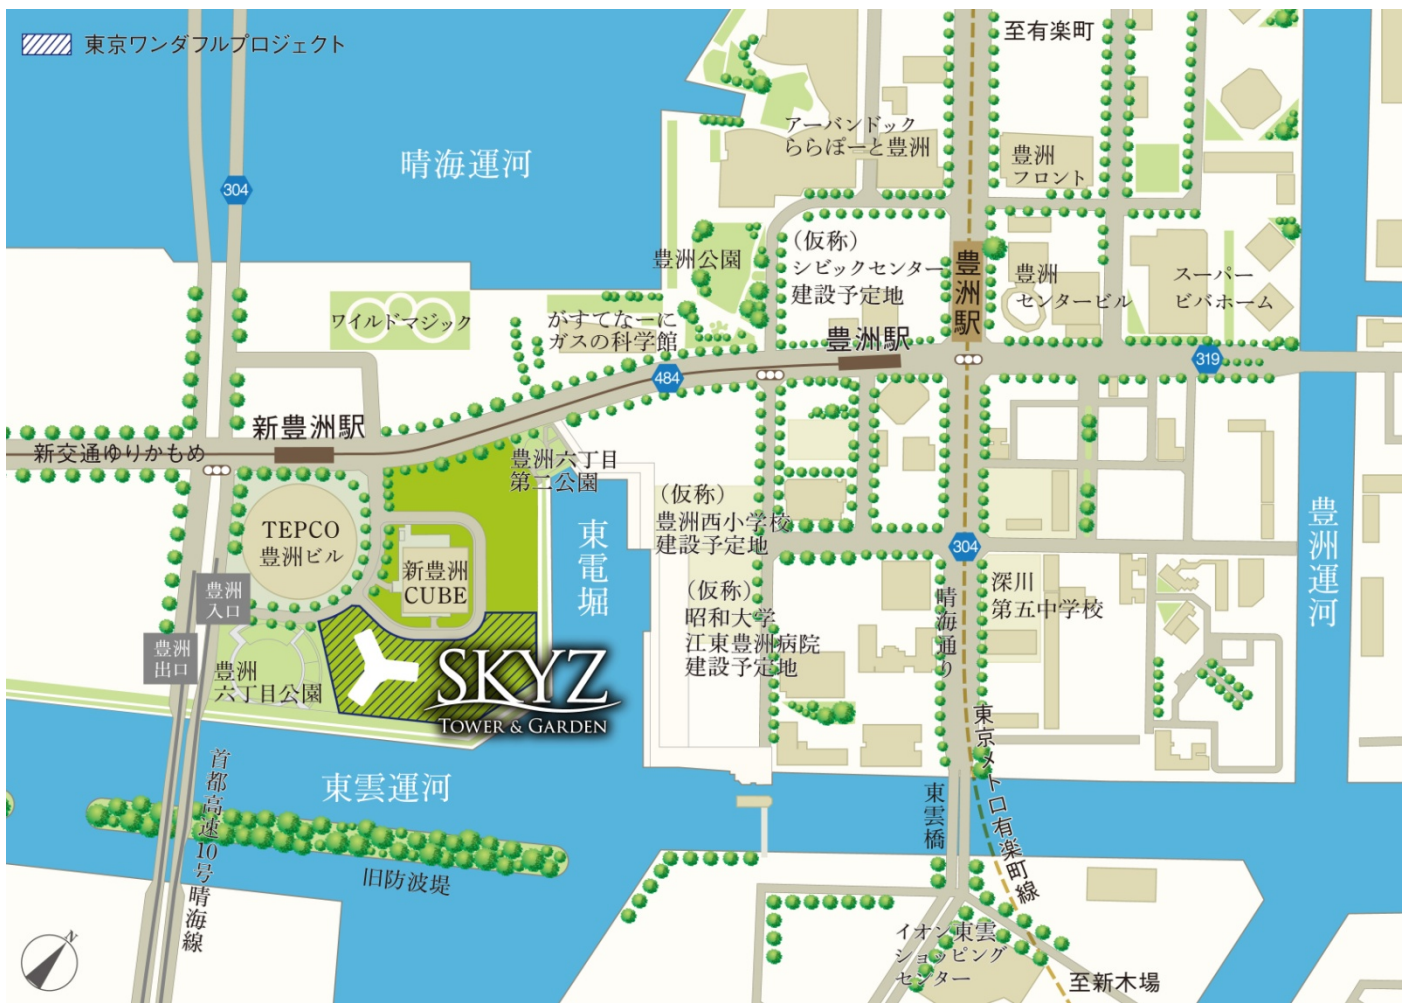 東京ワンダフルプロジェクト
至有楽町
304
晴海運河
アーバンドック
ららぽーと豊洲
豊洲
フロント
豊洲公園
(仮称)
シビックセンター
建設予定地
豊洲駅
豊洲
センタービル
スーパー
ビバホーム
ワイルドマジック
がすてなーに
ガスの科学館
豊洲駅
484
319
新豊洲駅
新交通ゆりかもめ
豊洲六丁目
第二公園
TEPCO
豊洲ビル
新豊洲
CUBE
東電堀
(仮称)
豊洲西小学校
建設予定地
304
豊洲運河
豊洲
入口
豊洲
出口
(仮称)
昭和大学
江東豊洲病院
建設予定地
晴海通り
深川
第五中学校
豊洲
六丁目公園
SKYZ
TOWER & GARDEN
東京メトロ有楽町線
首都高速10号晴海線
東雲運河
東雲橋
旧防波堤
イオン東雲
ショッピング
センター
至新木場
N